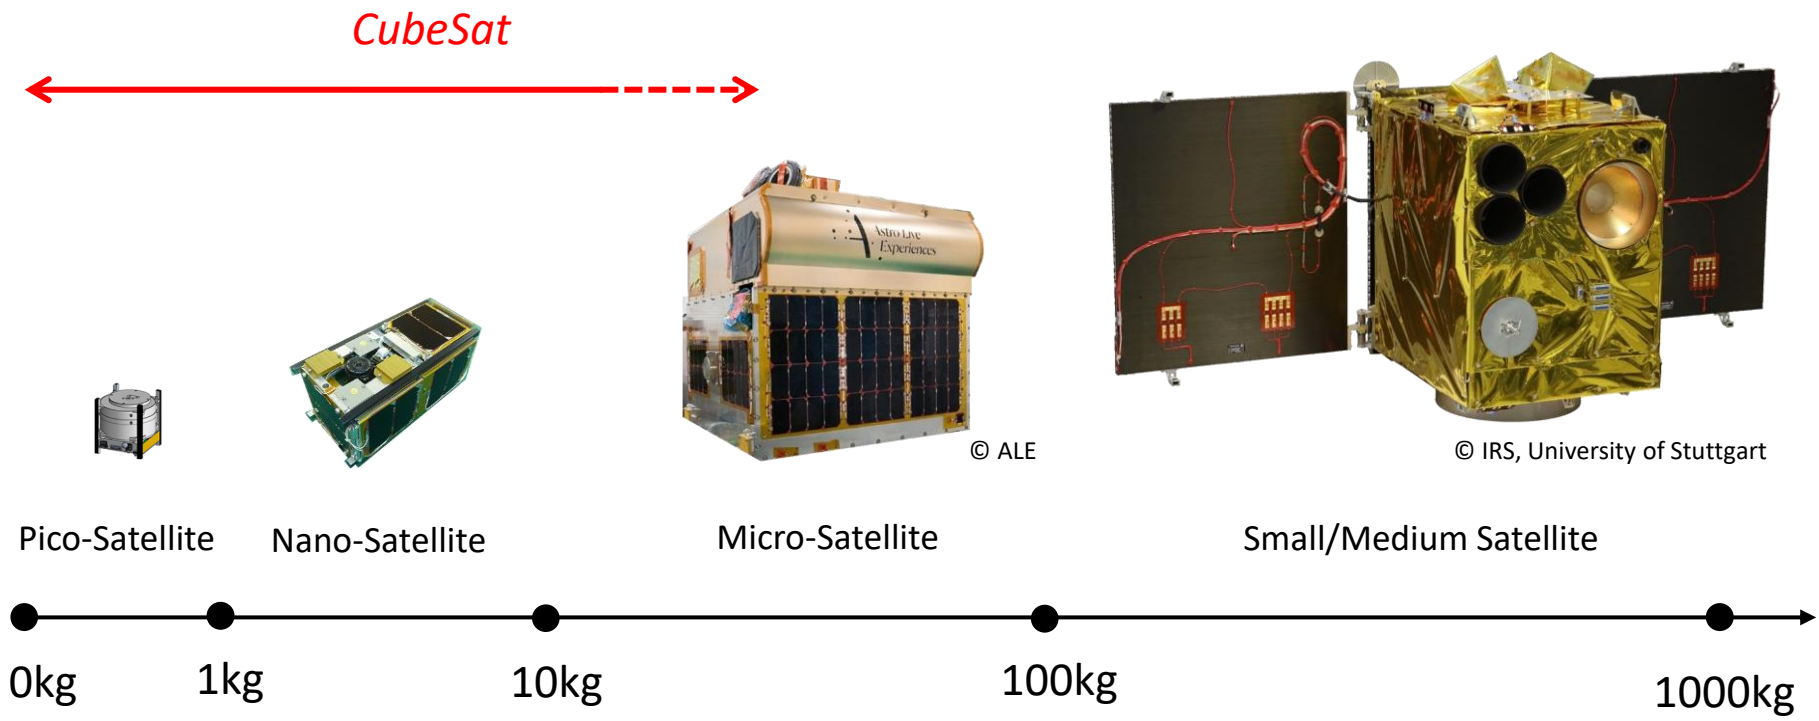 CubeSat
Astro Live
Experiences
© ALE
© IRS, University of Stuttgart
Pico-Satellite
Nano-Satellite
Micro-Satellite
Small/Medium Satellite
0kg
1kg
10kg
100kg
1000kg